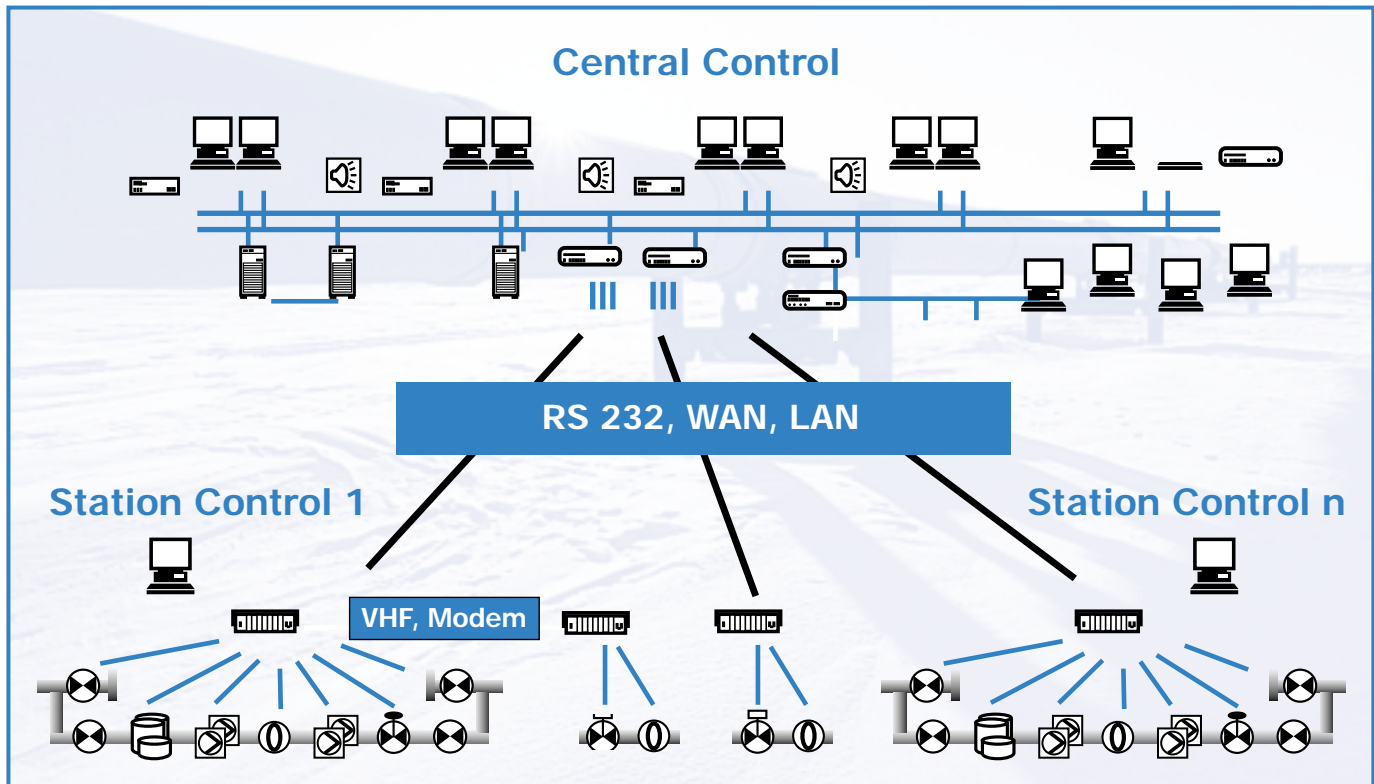 Central Control
RS 232, WAN, LAN
Station Control 1
Station Control n
VHF, Modem